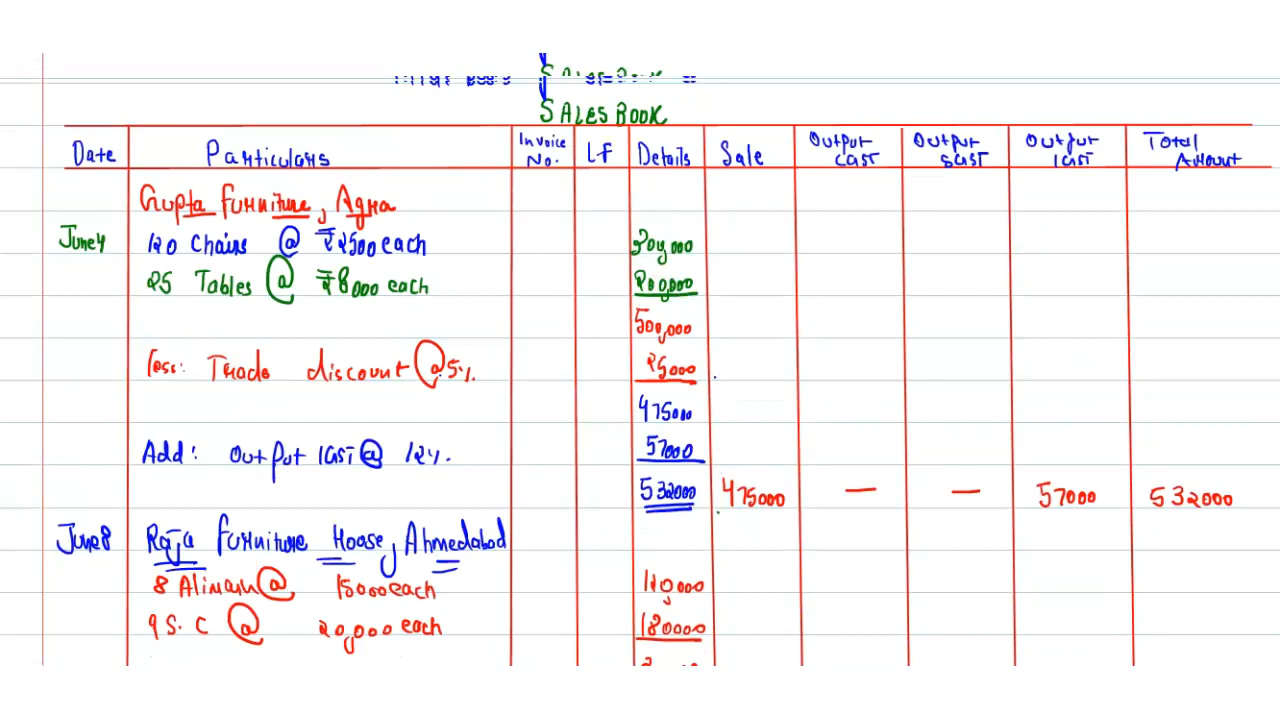 SALES BOOK
Date Particulars Invoice No. LF Details Sale Output CGST Output SGST Output IGST Total Amount
Gupta Furniture, Agra
June 4 120 Chairs @ ₹2500 each 300,000
25 Tables @ ₹8000 each 200,000
500,000
Less: Trade discount @ 5% 25000
475000
Add: Output IGST @ 12% 57000
532000 475000 — — 57000 532000
June 8 Raja Furniture House, Ahmedabad
8 Almirah @ 15000 each 120,000
9 S.C @ 20,000 each 180000